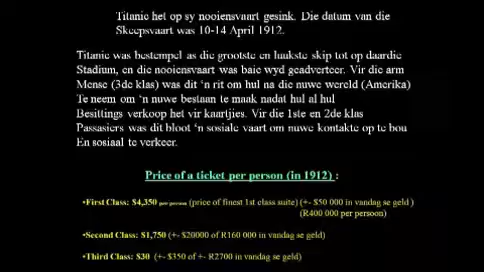 Titanic het op sy nooiensvaart gesink. Die datum van die
Skeepsvaart was 10-14 April 1912.
Titanic was bestempel as die grootste en luukste skip tot op daardie
Stadium, en die nooiensvaart was baie wyd geadverteer. Vir die arm
Mense (3de klas) was dit ‘n rit om hul na die nuwe wereld (Amerika)
Te neem om ‘n nuwe bestaan te maak nadat hul al hul
Besittings verkoop het vir kaartjies. Vir die 1ste en 2de klas
Passasiers was dit bloot ‘n sosiale vaart om nuwe kontakte op te bou
En sosiaal te verkeer.
Price of a ticket per person (in 1912) :
•First Class: $4,350 per person (price of finest 1st class suite) (+- $50 000 in vandag se geld )
(R400 000 per persoon)
•Second Class: $1,750 (+- $20000 of R160 000 in vandag se geld)
•Third Class: $30 (+- $350 of +- R2700 in vandag se geld)